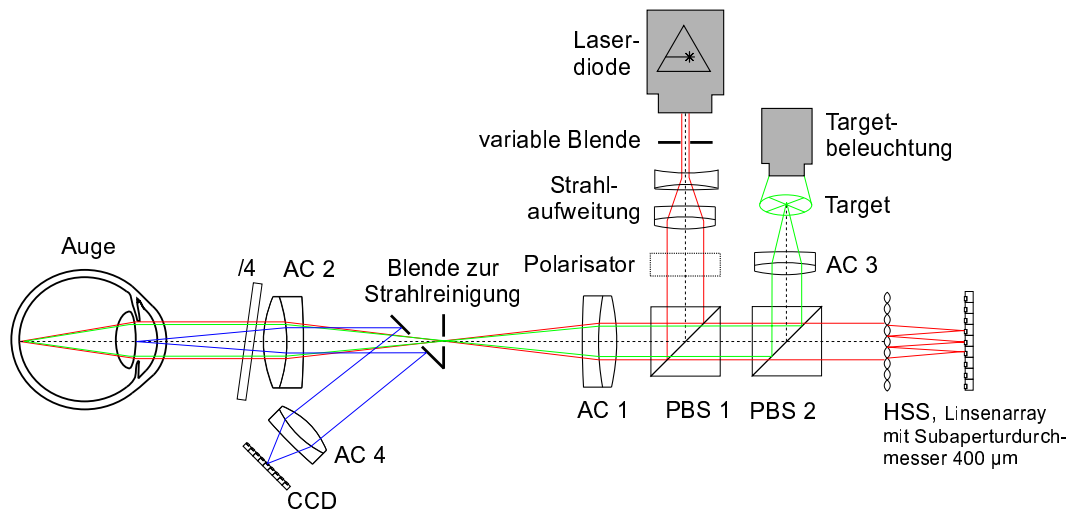 Laser-
diode
variable Blende
Target-
beleuchtung
Strahl-
aufweitung
Target
Auge
/4
AC 2
Blende zur
Strahlreinigung
Polarisator
AC 3
AC 1
PBS 1
PBS 2
HSS, Linsenarray
mit Subaperturdurch-
messer 400 µm
AC 4
CCD